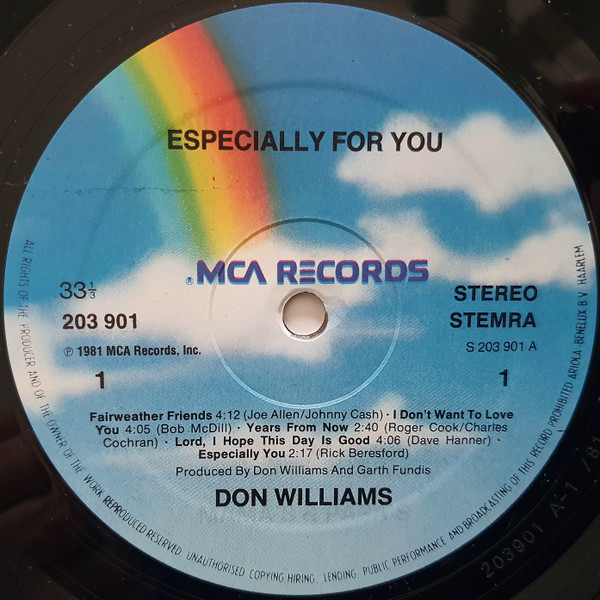 ESPECIALLY FOR YOU
®MCA RECORDS
33⅓
203 901
℗ 1981 MCA Records, Inc.
1
STEREO
STEMRA
S 203 901 A
1
Fairweather Friends 4:12 (Joe Allen/Johnny Cash) · I Don't Want To Love
You 4:05 (Bob McDill) · Years From Now 2:40 (Roger Cook/Charles
Cochran) · Lord, I Hope This Day Is Good 4:06 (Dave Hanner) ·
Especially You 2:17 (Rick Beresford)
Produced By Don Williams And Garth Fundis
DON WILLIAMS
ALL RIGHTS OF THE PRODUCER AND OF THE OWNER OF THE WORK REPRODUCED RESERVED UNAUTHORISED COPYING HIRING LENDING PUBLIC PERFORMANCE AND BROADCASTING OF THIS RECORD PROHIBITED ARIOLA-BENELUX B V HAARLEM
203901 A-1 /81